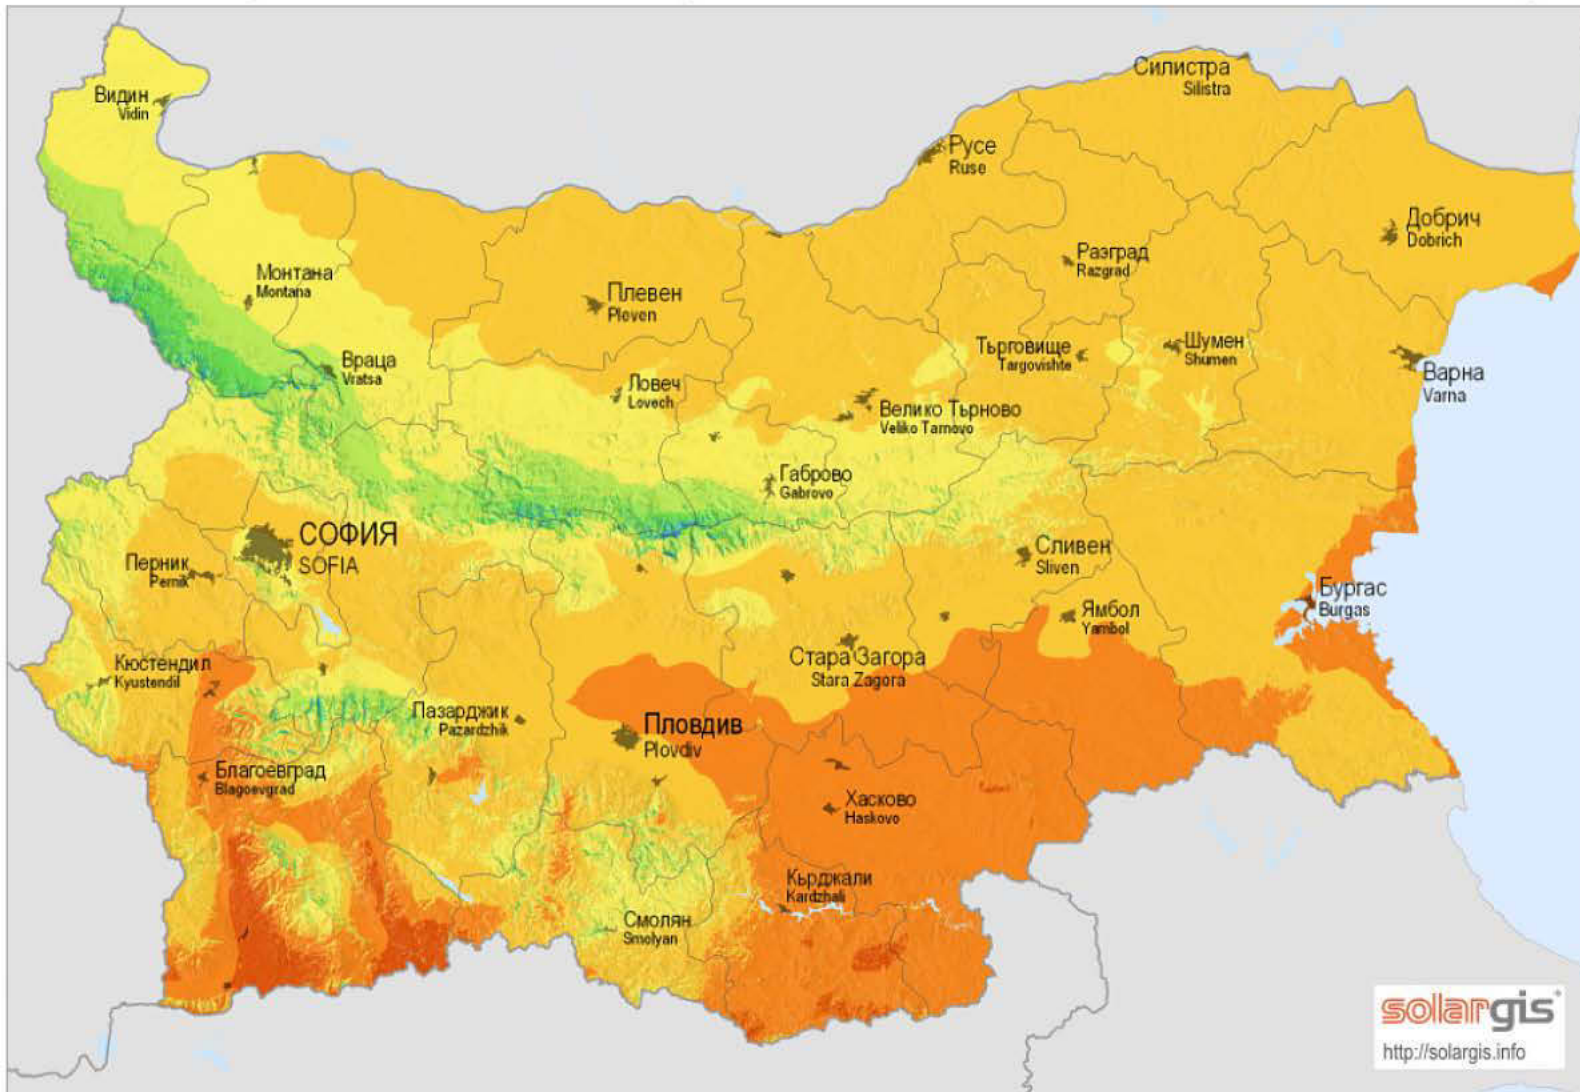 Силистра
Silistra
Видин
Vidin
Русе
Ruse
Добрич
Dobrich
Разград
Razgrad
Монтана
Montana
Плевен
Pleven
Търговище
Targovishte
Шумен
Shumen
Враца
Vratsa
Варна
Varna
Ловеч
Lovech
Велико Търново
Veliko Tarnovo
Габрово
Gabrovo
СОФИЯ
SOFIA
Сливен
Sliven
Перник
Pernik
Бургас
Burgas
Ямбол
Yambol
Кюстендил
Kyustendil
Стара Загора
Stara Zagora
Пазарджик
Pazardzhik
Пловдив
Plovdiv
Благоевград
Blagoevgrad
Хасково
Haskovo
Кърджали
Kardzhali
Смолян
Smolyan
solargis
http://solargis.info